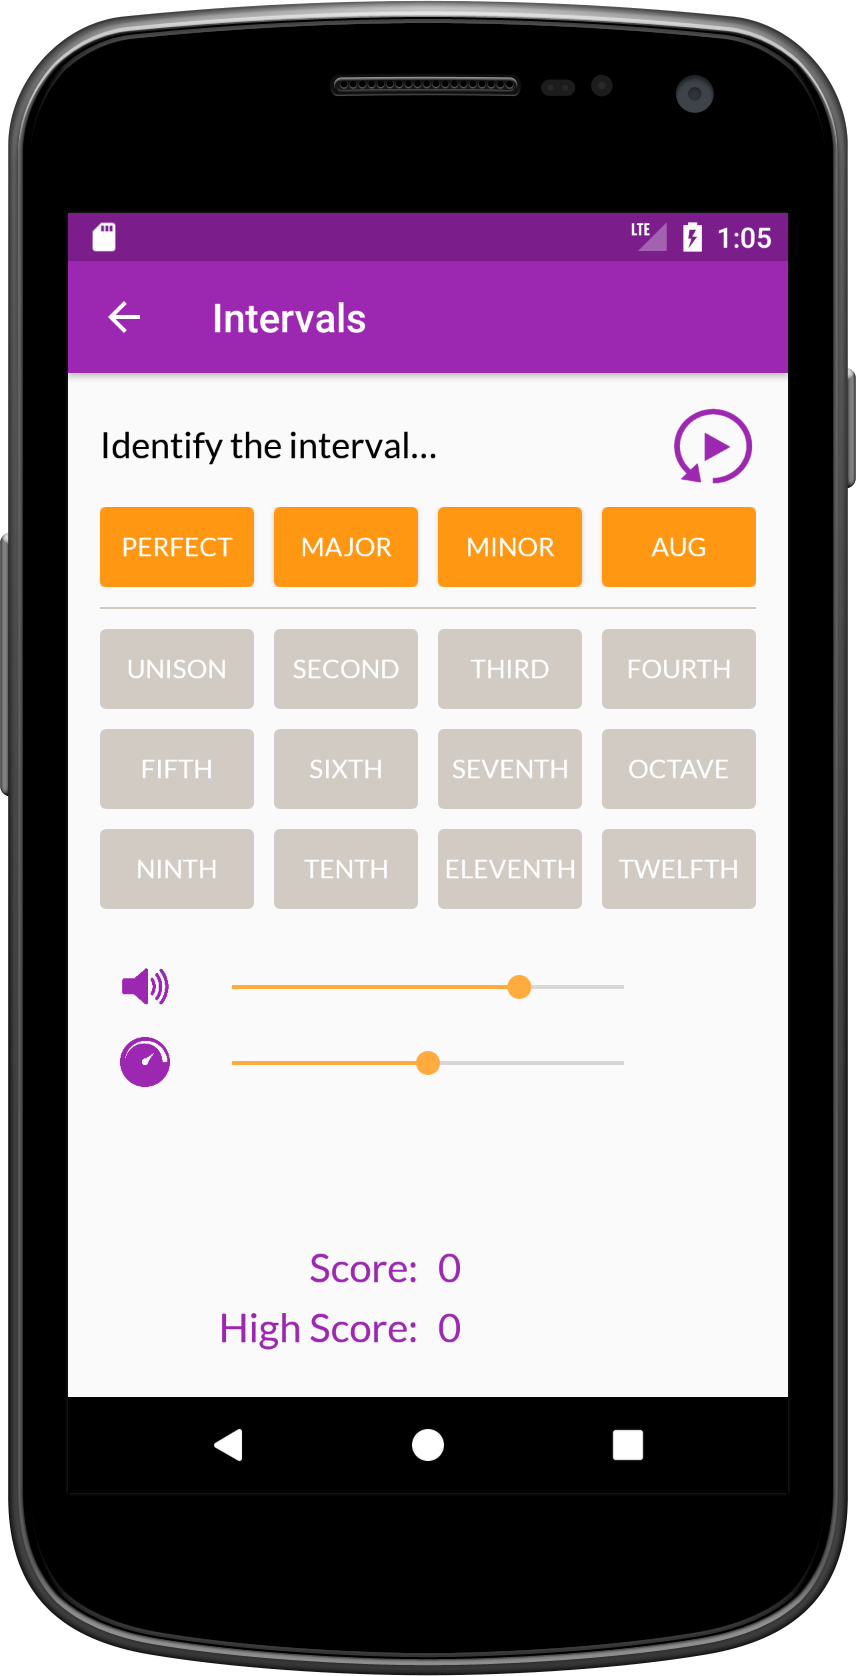 LTE 1:05
Intervals
Identify the interval...
PERFECT MAJOR MINOR AUG
UNISON SECOND THIRD FOURTH
FIFTH SIXTH SEVENTH OCTAVE
NINTH TENTH ELEVENTH TWELFTH
Score: 0
High Score: 0